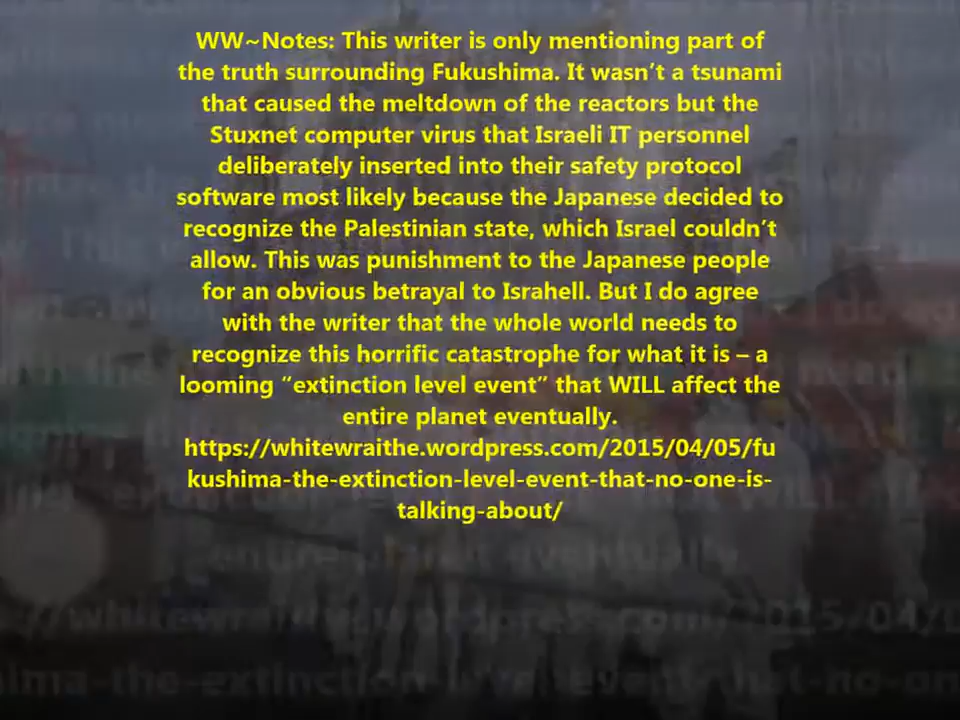 WW~Notes: This writer is only mentioning part of
the truth surrounding Fukushima. It wasn't a tsunami
that caused the meltdown of the reactors but the
Stuxnet computer virus that Israeli IT personnel
deliberately inserted into their safety protocol
software most likely because the Japanese decided to
recognize the Palestinian state, which Israel couldn't
allow. This was punishment to the Japanese people
for an obvious betrayal to Israhell. But I do agree
with the writer that the whole world needs to
recognize this horrific catastrophe for what it is – a
looming “extinction level event” that WILL affect the
entire planet eventually.
https://whitewraithe.wordpress.com/2015/04/05/fu
kushima-the-extinction-level-event-that-no-one-is-
talking-about/